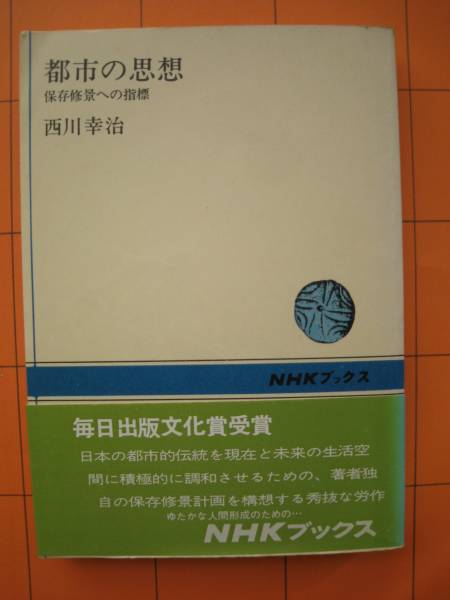 都市の思想
保存修景への指標
西川幸治
NHKブックス
毎日出版文化賞受賞
日本の都市的伝統を現在と未来の生活空
間に積極的に調和させるための、著者独
自の保存修景計画を構想する秀抜な労作
ゆたかな人間形成のための…
NHKブックス